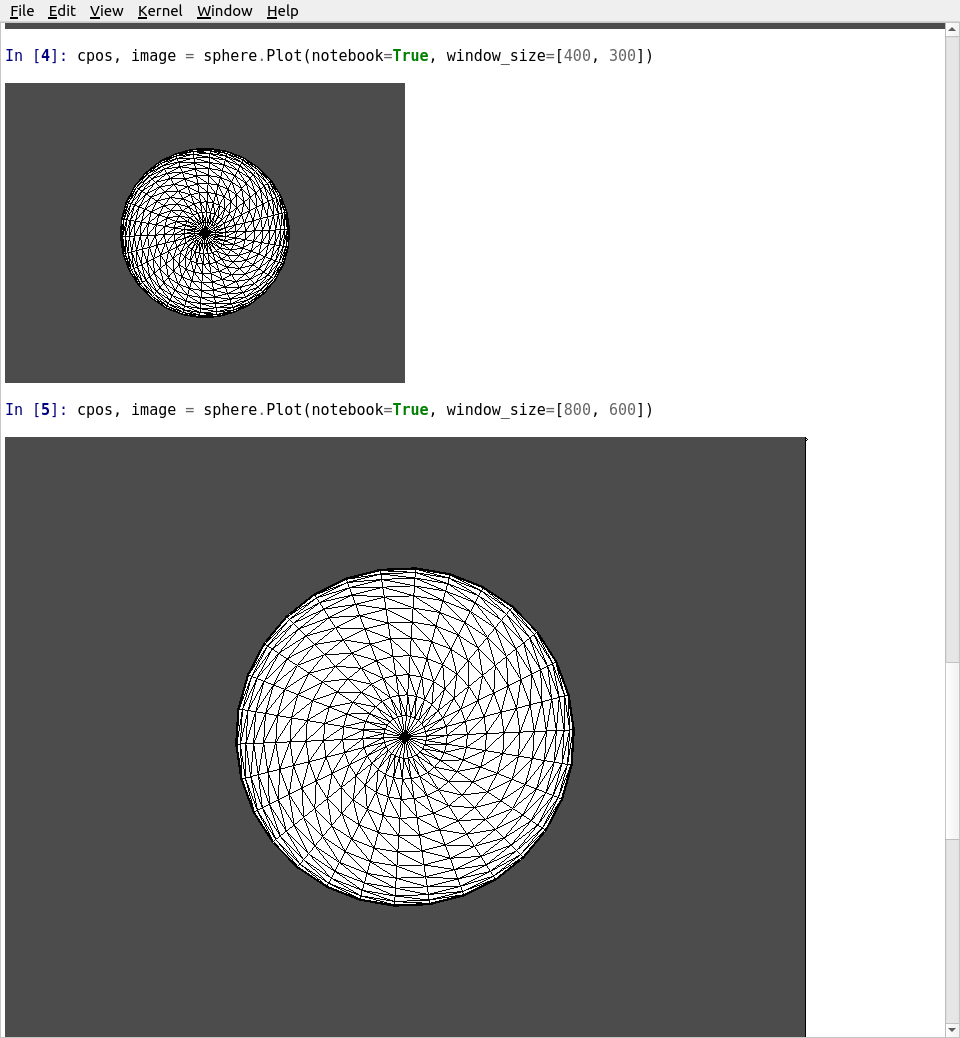 File Edit View Kernel Window Help
In [4]: cpos, image = sphere.Plot(notebook=True, window_size=[400, 300])
In [5]: cpos, image = sphere.Plot(notebook=True, window_size=[800, 600])